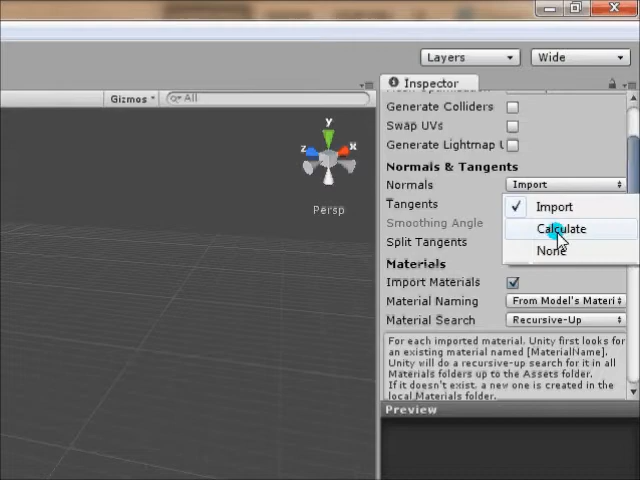 Layers
Wide
Inspector
Gizmos
All
Generate Colliders
Swap UVs
Generate Lightmap U
Normals & Tangents
Normals
Import
Tangents
Import
Calculate
None
Smoothing Angle
Split Tangents
Materials
Import Materials
Material Naming
From Model's Materi
Material Search
Recursive-Up
For each imported material, Unity first looks for
an existing material named [MaterialName].
Unity will do a recursive-up search for it in all
Materials folders up to the Assets folder.
If it doesn't exist, a new one is created in the
local Materials folder.
Preview
y
z
x
Persp